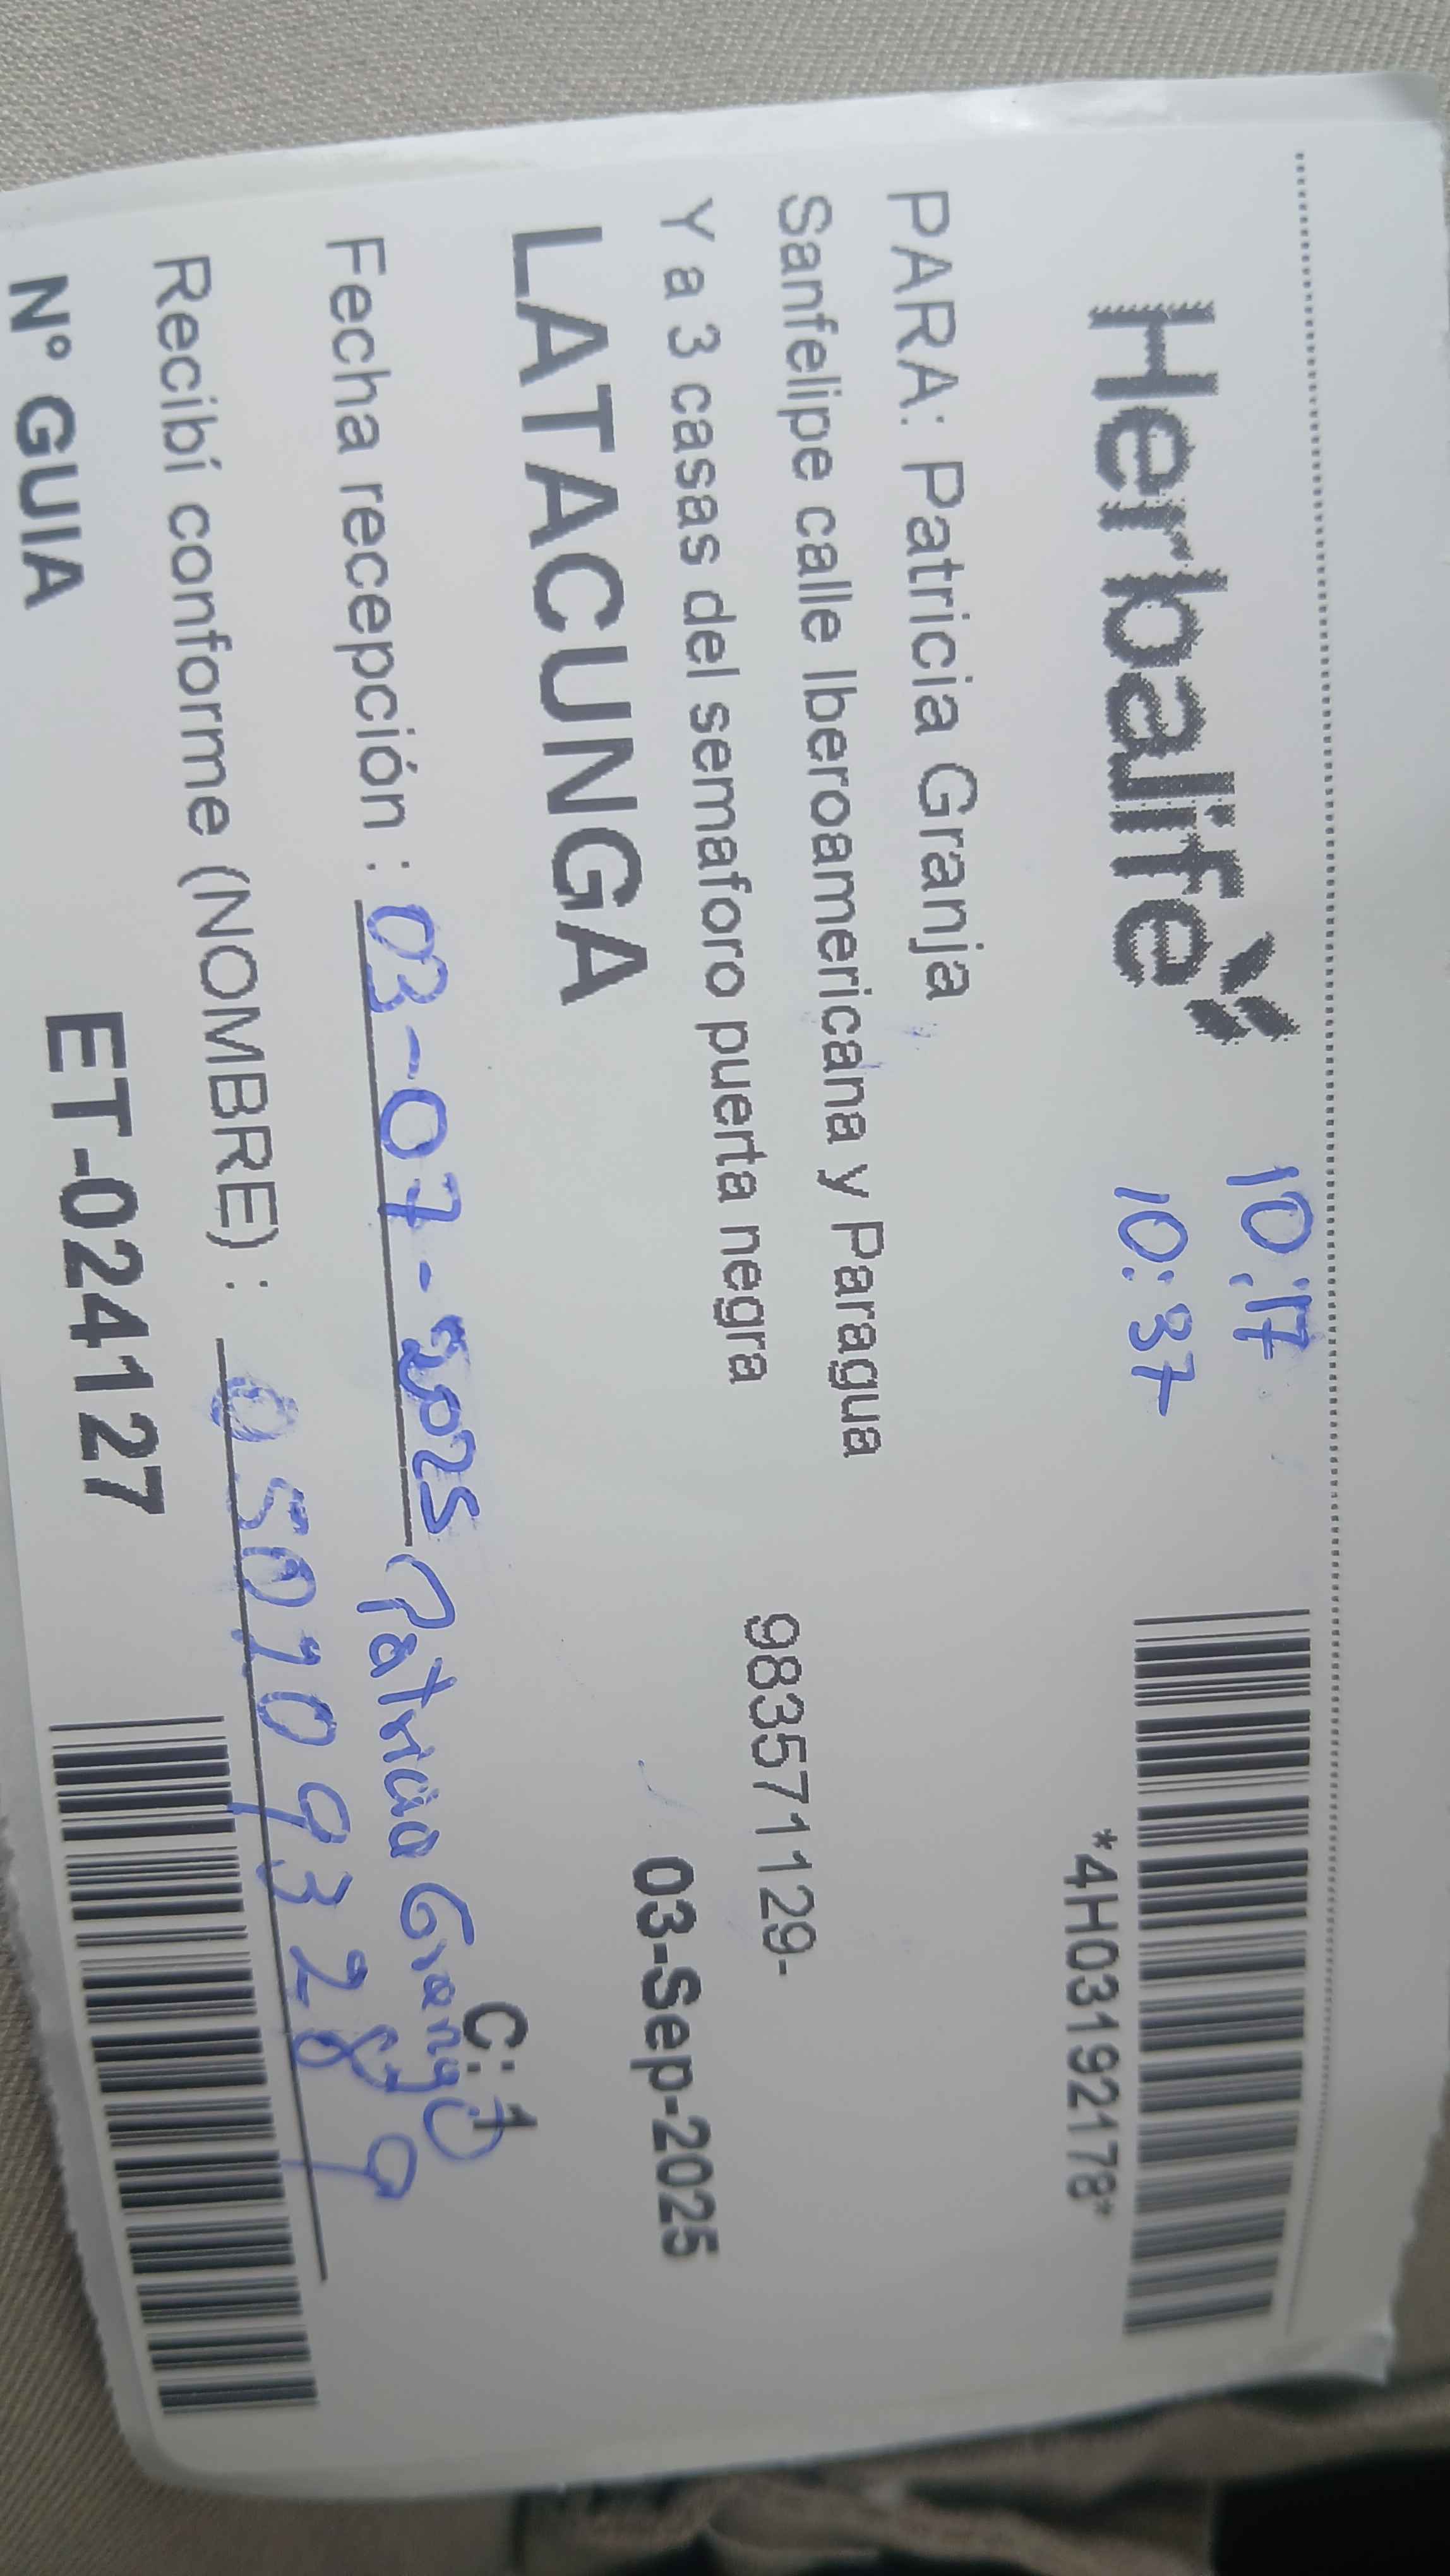 Herbalife
10:17
10:37
*4H03192178*
PARA: Patricia Granja
Sanfelipe calle Iberoamericana y Paragua
Y a 3 casas del semaforo puerta negra
983571129-
LATACUNGA
03-Sep-2025
C:1
Fecha recepción : 03-07-2025 Patricia Granja
Recibí conforme (NOMBRE) : 0501093289
N° GUIA ET-024127